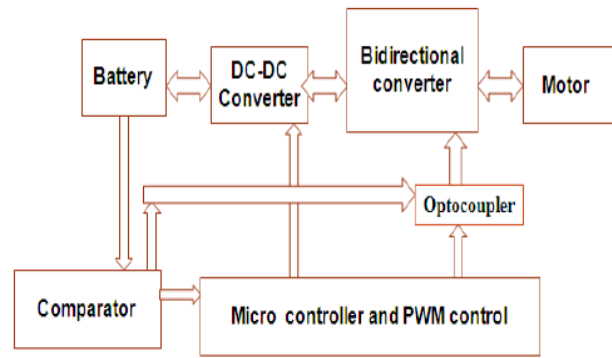 Battery
DC-DC
Converter
Bidirectional
converter
Motor
Optocoupler
Comparator
Micro controller and PWM control